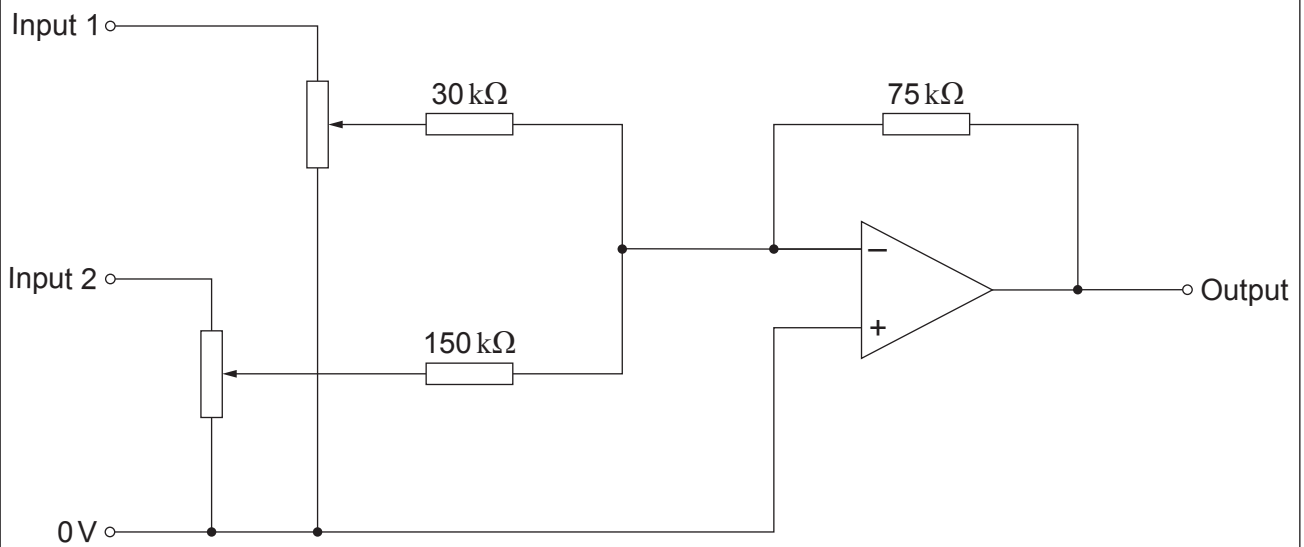 Input 1
30 kΩ
75 kΩ
Input 2
150 kΩ
−
+
Output
0 V